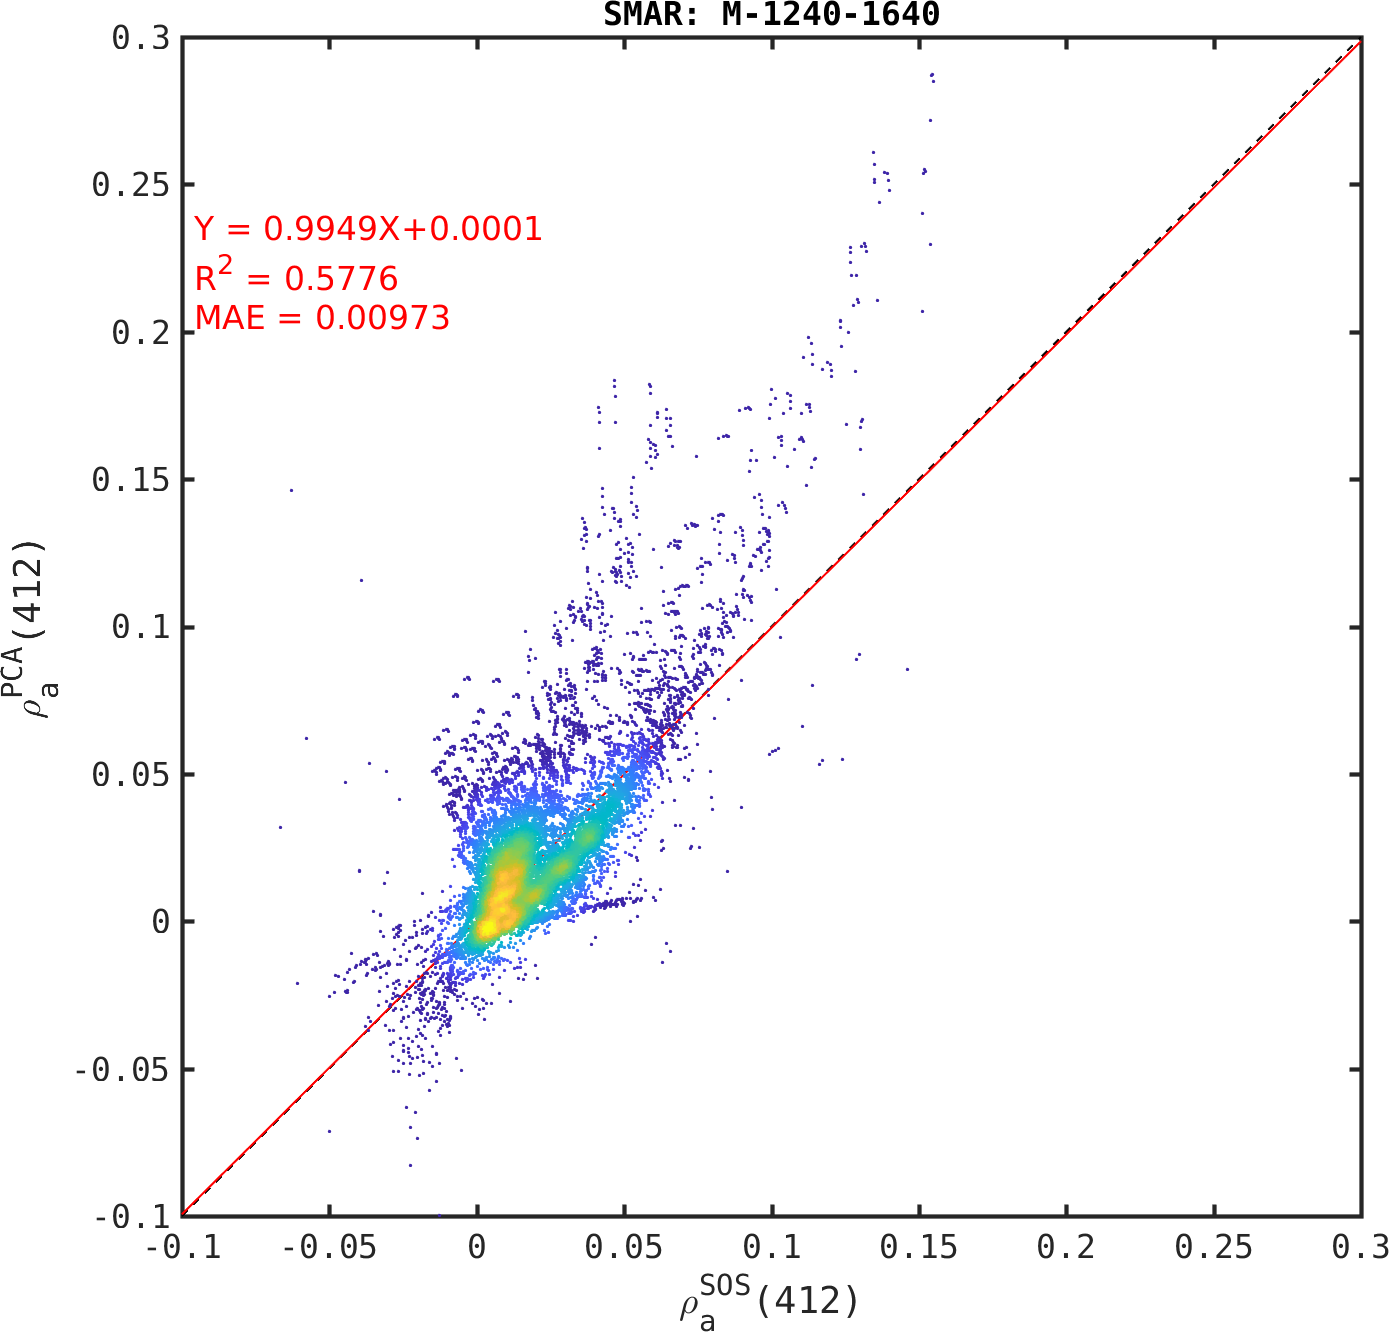 SMAR: M-1240-1640
0.3
0.25
0.2
0.15
0.1
0.05
0
-0.05
-0.1
Y = 0.9949X+0.0001
R² = 0.5776
MAE = 0.00973
ρₐᴾᶜᴬ(412)
-0.1 -0.05 0 0.05 0.1 0.15 0.2 0.25 0.3
ρₐˢᴼˢ(412)